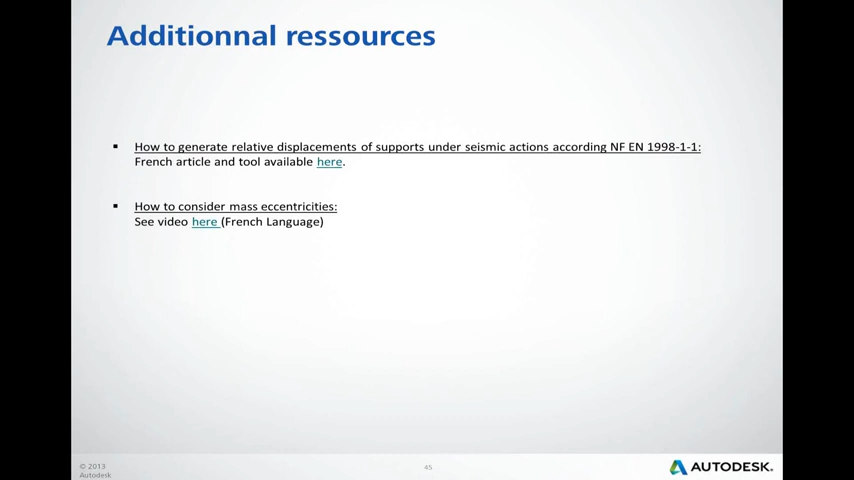 Additionnal ressources
▪ How to generate relative displacements of supports under seismic actions according NF EN 1998-1-1:
French article and tool available here.
▪ How to consider mass eccentricities:
See video here (French Language)
© 2013
Autodesk
45
AUTODESK.